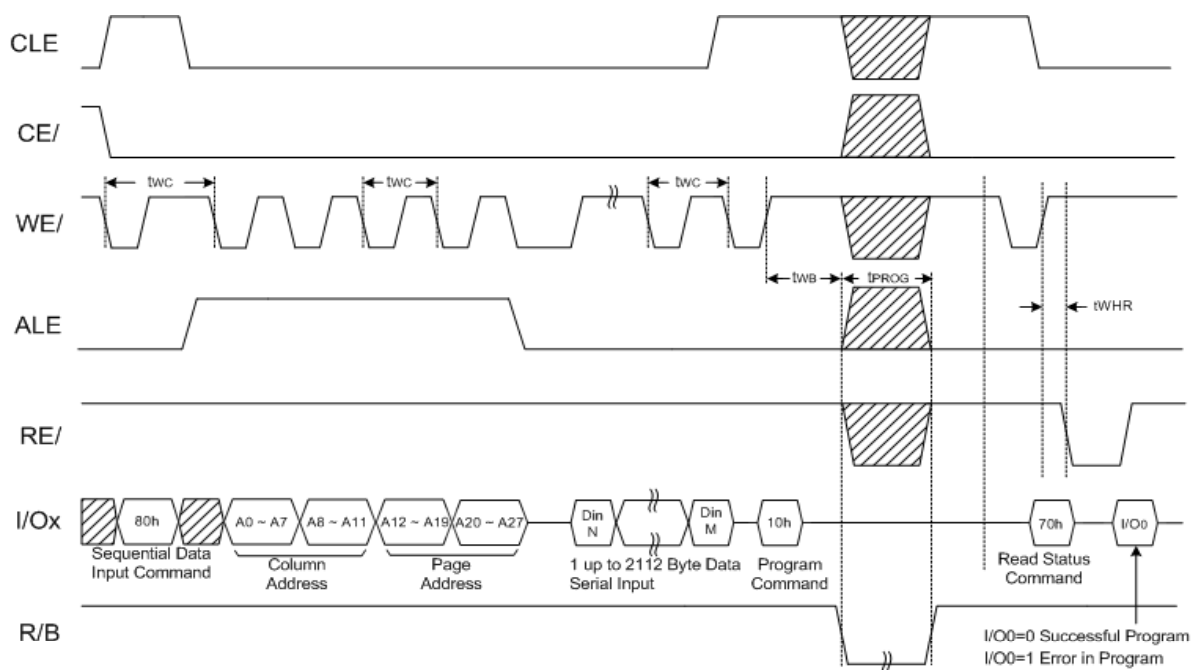 CLE
CE/
tWC
tWC
tWC
WE/
tWB
tPROG
tWHR
ALE
RE/
I/Ox
80h
A0 ~ A7
A8 ~ A11
A12 ~ A19
A20 ~ A27
Din
N
Din
M
10h
70h
I/O0
Sequential Data
Input Command
Column
Address
Page
Address
1 up to 2112 Byte Data
Serial Input
Program
Command
Read Status
Command
R/B
I/O0=0 Successful Program
I/O0=1 Error in Program